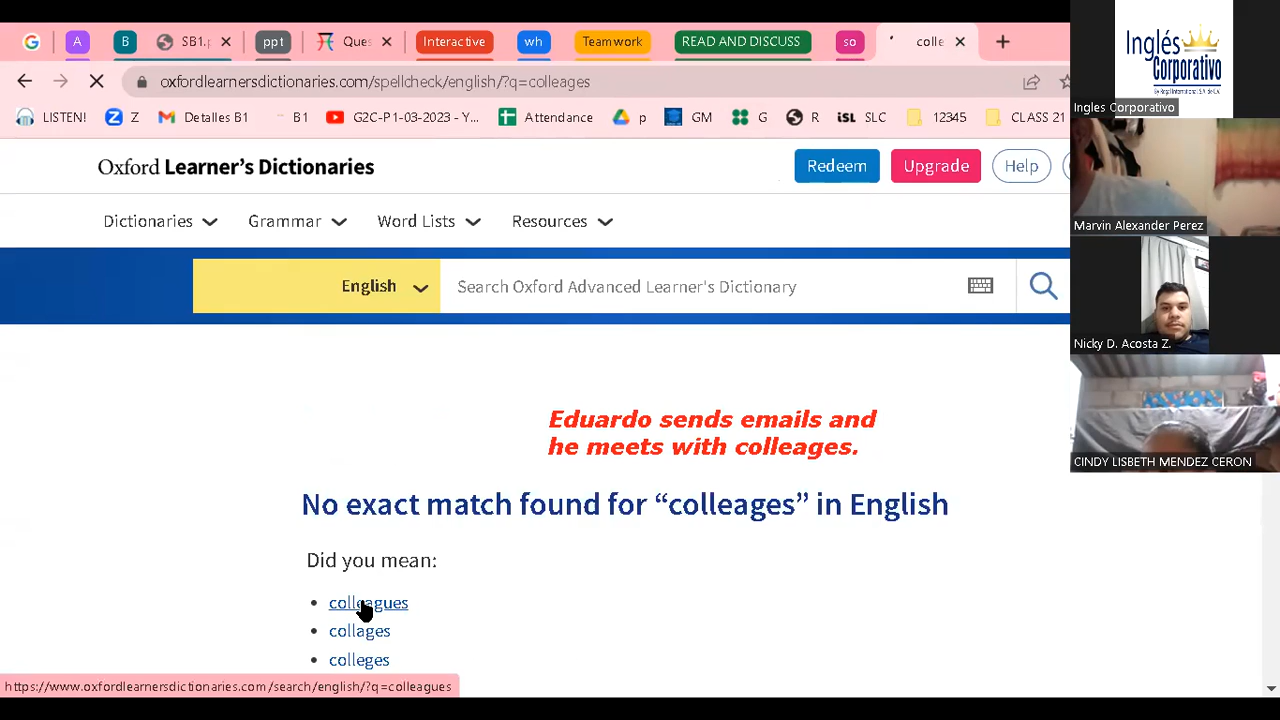 A
B
SB1.p
ppt
Ques
Interactive
wh
Teamwork
READ AND DISCUSS
so
colle
oxfordlearnersdictionaries.com/spellcheck/english/?q=colleages
LISTEN!
Z
Detalles B1
B1
G2C-P1-03-2023 - Y...
Attendance
p
GM
G
R
iSL
SLC
12345
CLASS 21
Oxford Learner's Dictionaries
Redeem
Upgrade
Help
Dictionaries
Grammar
Word Lists
Resources
English
Search Oxford Advanced Learner's Dictionary
Eduardo sends emails and
he meets with colleages.
No exact match found for “colleages” in English
Did you mean:
• colleagues
• collages
• colleges
https://www.oxfordlearnersdictionaries.com/search/english/?q=colleagues
Inglés
Corporativo
Ingles Corporativo
Marvin Alexander Perez
Nicky D. Acosta Z.
CINDY LISBETH MENDEZ CERON